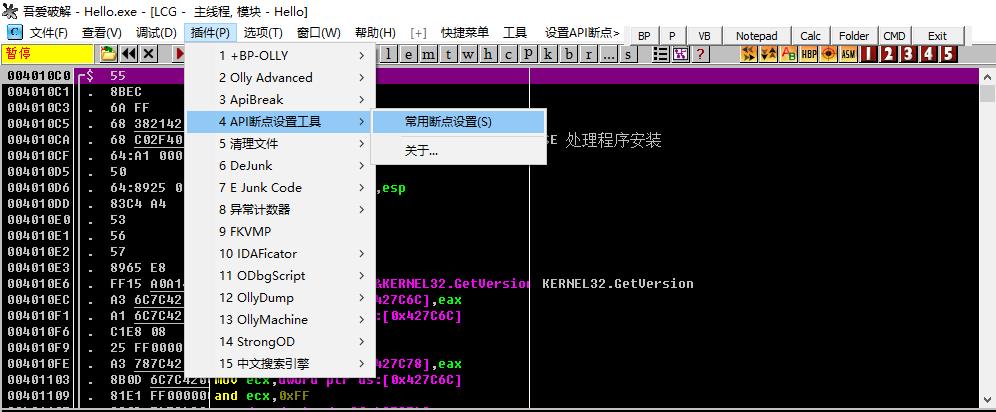 吾爱破解 - Hello.exe - [LCG - 主线程, 模块 - Hello]
C 文件(F) 查看(V) 调试(D) 插件(P) 选项(T) 窗口(W) 帮助(H) [+] 快捷菜单 工具 设置API断点> BP P VB Notepad Calc Folder CMD Exit
暂停 l e m t w h c p k b r ... s ? BP HBP ASM 1 2 3 4 5
1 +BP-OLLY >
2 Olly Advanced >
3 ApiBreak >
4 API断点设置工具 > 常用断点设置(S)
5 清理文件 > 关于...
6 DeJunk >
7 E Junk Code >
8 异常计数器 >
9 FKVMP
10 IDAFicator >
11 ODbgScript >
12 OllyDump >
13 OllyMachine >
14 StrongOD >
15 中文搜索引擎 >
004010C0 $ 55
004010C1 . 8BEC
004010C3 . 6A FF
004010C5 . 68 382142
004010CA . 68 C02F40 SE 处理程序安装
004010CF . 64:A1 000
004010D5 . 50
004010D6 . 64:8925 0 ,esp
004010DD . 83C4 A4
004010E0 . 53
004010E1 . 56
004010E2 . 57
004010E3 . 8965 E8
004010E6 . FF15 A0A14 &KERNEL32.GetVersion KERNEL32.GetVersion
004010EC . A3 6C7C42 427C6C],eax
004010F1 . A1 6C7C42 :[0x427C6C]
004010F6 . C1E8 08
004010F9 . 25 FF0000
004010FE . A3 787C42 427C78],eax
00401103 . 8B0D 6C7C4200 mov ecx,dword ptr ds:[0x427C6C]
00401109 . 81E1 FF000000 and ecx,0xFF